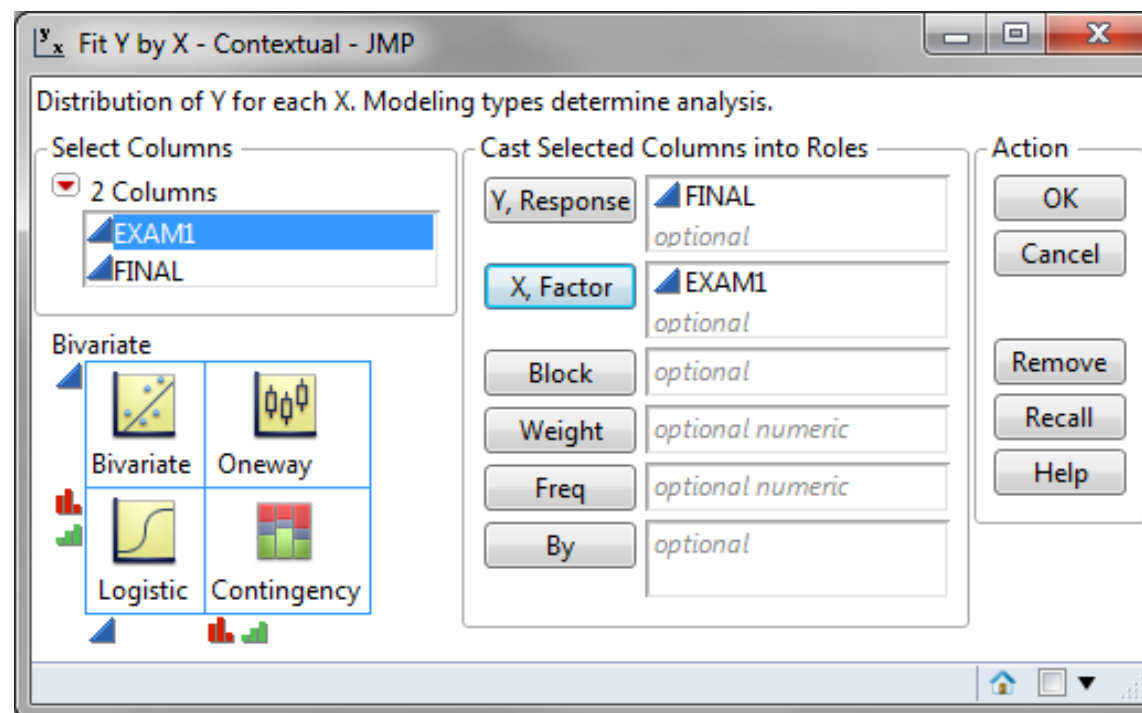 Fit Y by X - Contextual - JMP
Distribution of Y for each X. Modeling types determine analysis.
Select Columns
2 Columns
EXAM1
FINAL
Bivariate
Bivariate Oneway
Logistic Contingency
Cast Selected Columns into Roles
Y, Response FINAL
optional
X, Factor EXAM1
optional
Block optional
Weight optional numeric
Freq optional numeric
By optional
Action
OK
Cancel
Remove
Recall
Help